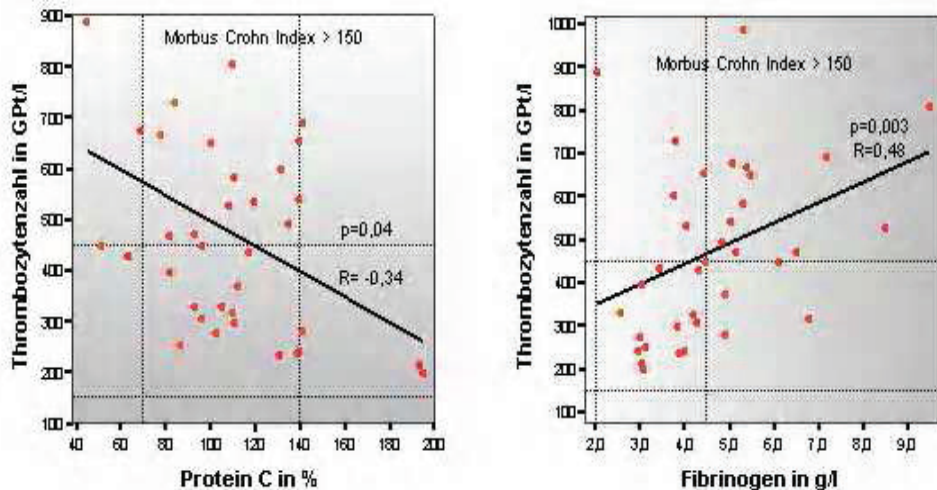 Morbus Crohn Index > 150
Thrombozytenzahl in GPt/l
900
800
700
600
500
400
300
200
100
p=0,04
R= -0,34
40 60 80 100 120 140 160 180 200
Protein C in %
Morbus Crohn Index > 150
Thrombozytenzahl in GPt/l
1000
900
800
700
600
500
400
300
200
100
p=0,003
R=0,48
2,0 3,0 4,0 5,0 6,0 7,0 8,0 9,0
Fibrinogen in g/l